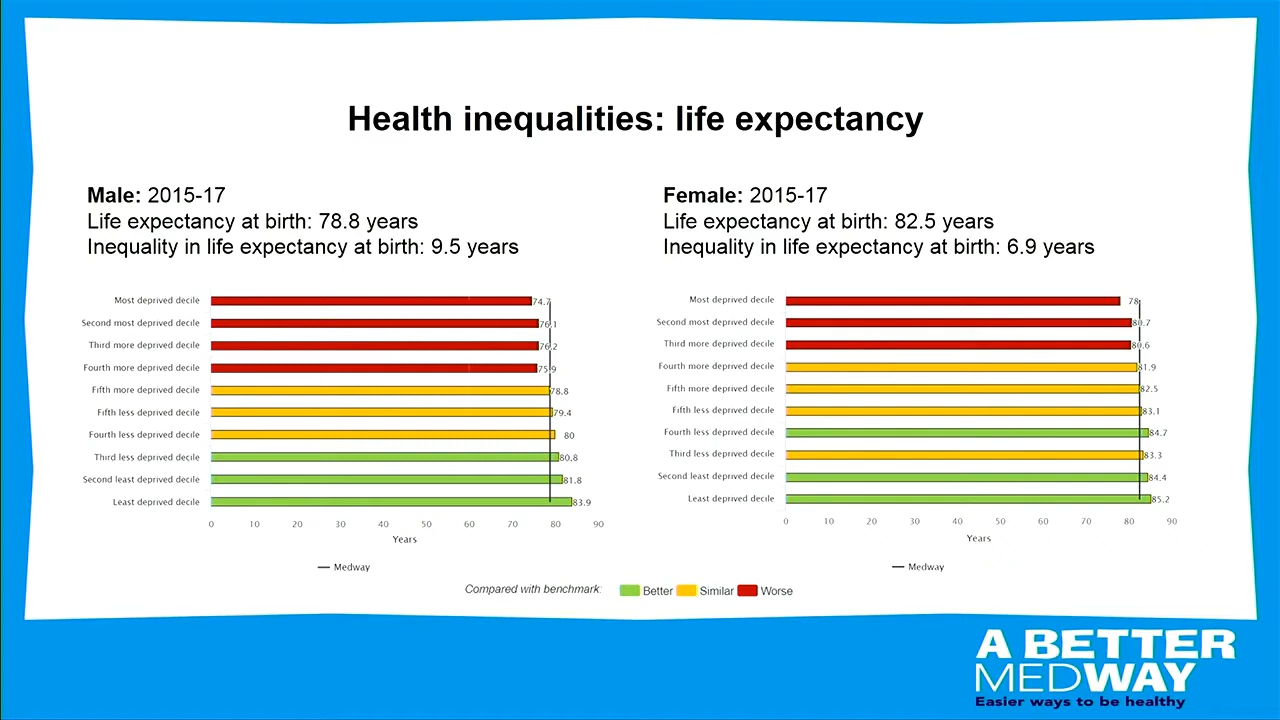 Health inequalities: life expectancy
Male: 2015-17
Life expectancy at birth: 78.8 years
Inequality in life expectancy at birth: 9.5 years
Female: 2015-17
Life expectancy at birth: 82.5 years
Inequality in life expectancy at birth: 6.9 years
Most deprived decile 74.7
Second most deprived decile 76.1
Third more deprived decile 76.2
Fourth more deprived decile 75.9
Fifth more deprived decile 78.8
Fifth less deprived decile 79.4
Fourth less deprived decile 80
Third less deprived decile 80.8
Second least deprived decile 81.8
Least deprived decile 83.9
0 10 20 30 40 50 60 70 80 90
Years
Medway
Most deprived decile 78
Second most deprived decile 80.7
Third more deprived decile 80.6
Fourth more deprived decile 81.9
Fifth more deprived decile 82.5
Fifth less deprived decile 83.1
Fourth less deprived decile 84.7
Third less deprived decile 83.3
Second least deprived decile 84.4
Least deprived decile 85.2
0 10 20 30 40 50 60 70 80 90
Years
Medway
Compared with benchmark: Better Similar Worse
A BETTER
MEDWAY
Easier ways to be healthy